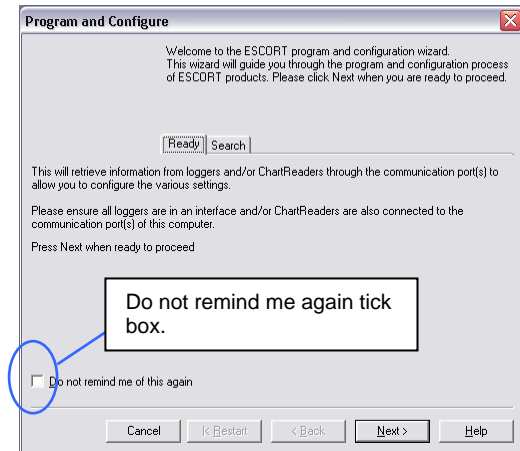 Program and Configure
Welcome to the ESCORT program and configuration wizard.
This wizard will guide you through the program and configuration process
of ESCORT products. Please click Next when you are ready to proceed.
Ready Search
This will retrieve information from loggers and/or ChartReaders through the communication port(s) to
allow you to configure the various settings.
Please ensure all loggers are in an interface and/or ChartReaders are also connected to the
communication port(s) of this computer.
Press Next when ready to proceed
Do not remind me again tick
box.
Do not remind me of this again
Cancel |< Restart < Back Next > Help